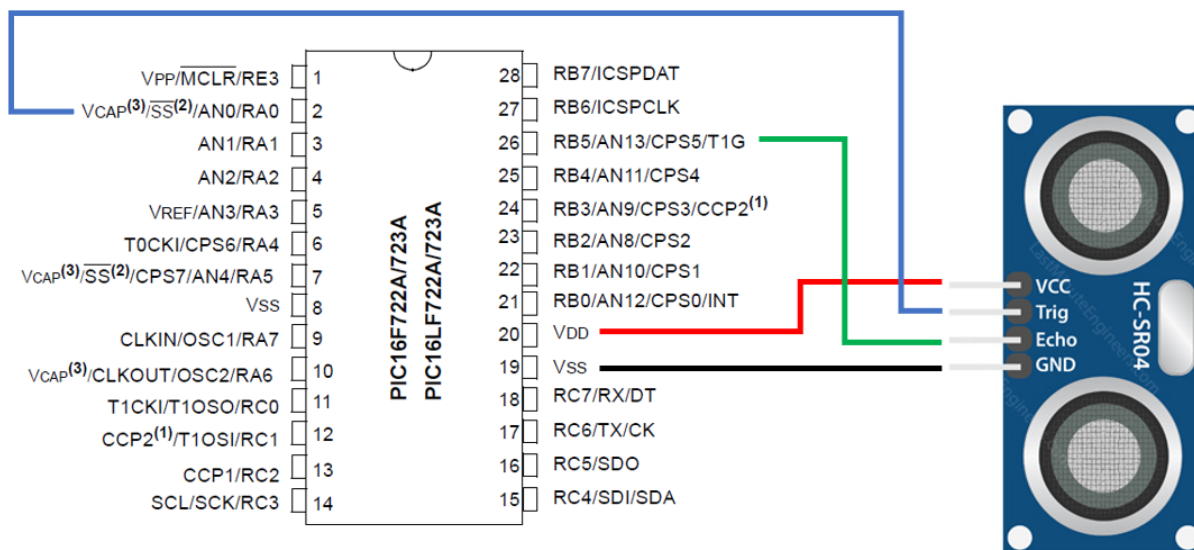 VPP/MCLR/RE3 1
VCAP(3)/SS(2)/AN0/RA0 2
AN1/RA1 3
AN2/RA2 4
VREF/AN3/RA3 5
T0CKI/CPS6/RA4 6
VCAP(3)/SS(2)/CPS7/AN4/RA5 7
VSS 8
CLKIN/OSC1/RA7 9
VCAP(3)/CLKOUT/OSC2/RA6 10
T1CKI/T1OSO/RC0 11
CCP2(1)/T1OSI/RC1 12
CCP1/RC2 13
SCL/SCK/RC3 14
PIC16F722A/723A
PIC16LF722A/723A
28 RB7/ICSPDAT
27 RB6/ICSPCLK
26 RB5/AN13/CPS5/T1G
25 RB4/AN11/CPS4
24 RB3/AN9/CPS3/CCP2(1)
23 RB2/AN8/CPS2
22 RB1/AN10/CPS1
21 RB0/AN12/CPS0/INT
20 VDD
19 VSS
18 RC7/RX/DT
17 RC6/TX/CK
16 RC5/SDO
15 RC4/SDI/SDA
VCC
Trig
Echo
GND
HC-SR04
LastMinuteEngineers.com